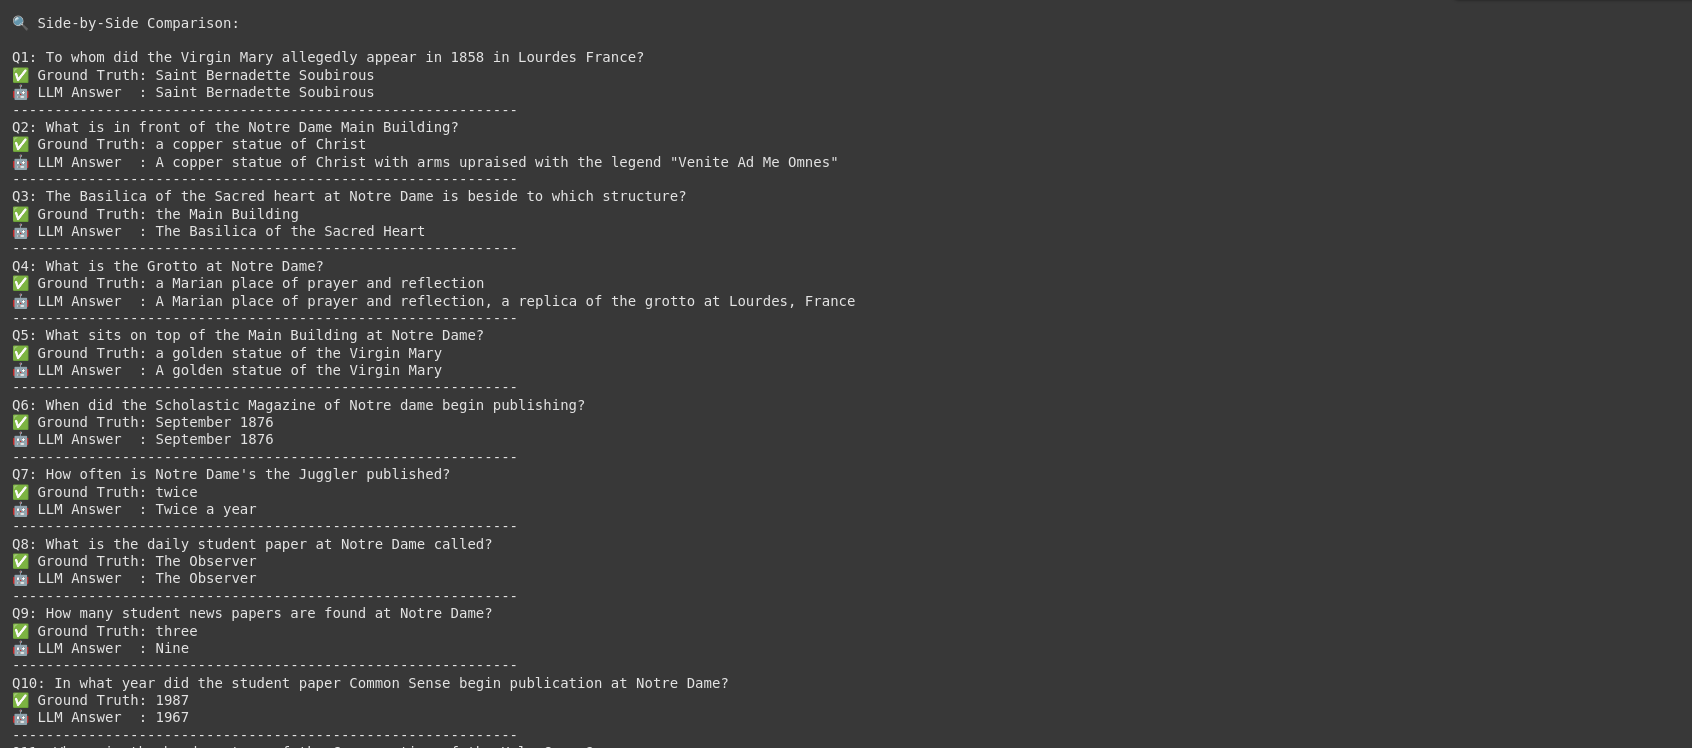 🔍 Side-by-Side Comparison:
Q1: To whom did the Virgin Mary allegedly appear in 1858 in Lourdes France?
✅ Ground Truth: Saint Bernadette Soubirous
🤖 LLM Answer  : Saint Bernadette Soubirous
------------------------------------------------------------
Q2: What is in front of the Notre Dame Main Building?
✅ Ground Truth: a copper statue of Christ
🤖 LLM Answer  : A copper statue of Christ with arms upraised with the legend "Venite Ad Me Omnes"
------------------------------------------------------------
Q3: The Basilica of the Sacred heart at Notre Dame is beside to which structure?
✅ Ground Truth: the Main Building
🤖 LLM Answer  : The Basilica of the Sacred Heart
------------------------------------------------------------
Q4: What is the Grotto at Notre Dame?
✅ Ground Truth: a Marian place of prayer and reflection
🤖 LLM Answer  : A Marian place of prayer and reflection, a replica of the grotto at Lourdes, France
------------------------------------------------------------
Q5: What sits on top of the Main Building at Notre Dame?
✅ Ground Truth: a golden statue of the Virgin Mary
🤖 LLM Answer  : A golden statue of the Virgin Mary
------------------------------------------------------------
Q6: When did the Scholastic Magazine of Notre dame begin publishing?
✅ Ground Truth: September 1876
🤖 LLM Answer  : September 1876
------------------------------------------------------------
Q7: How often is Notre Dame's the Juggler published?
✅ Ground Truth: twice
🤖 LLM Answer  : Twice a year
------------------------------------------------------------
Q8: What is the daily student paper at Notre Dame called?
✅ Ground Truth: The Observer
🤖 LLM Answer  : The Observer
------------------------------------------------------------
Q9: How many student news papers are found at Notre Dame?
✅ Ground Truth: three
🤖 LLM Answer  : Nine
------------------------------------------------------------
Q10: In what year did the student paper Common Sense begin publication at Notre Dame?
✅ Ground Truth: 1987
🤖 LLM Answer  : 1967
------------------------------------------------------------